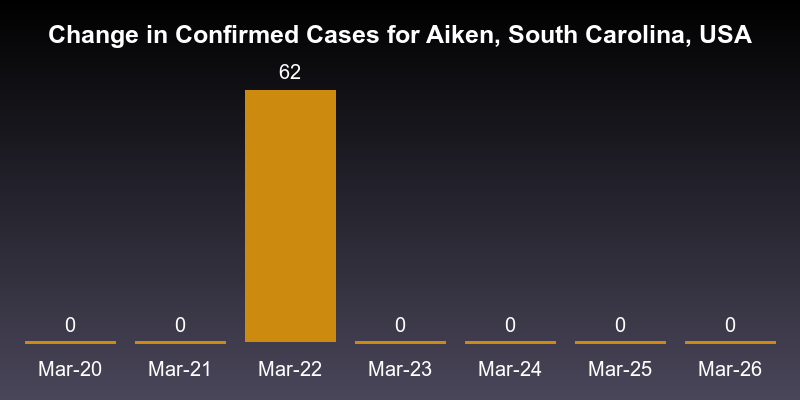 Change in Confirmed Cases for Aiken, South Carolina, USA
62
0 0 0 0 0 0
Mar-20 Mar-21 Mar-22 Mar-23 Mar-24 Mar-25 Mar-26